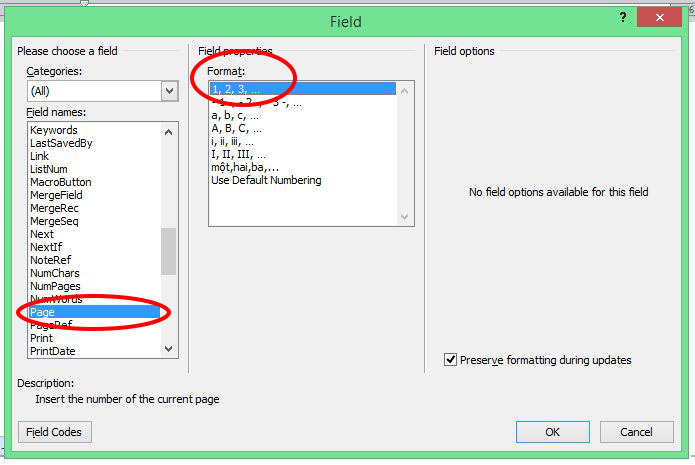 Field
Please choose a field
Categories:
(All)
Field names:
Keywords
LastSavedBy
Link
ListNum
MacroButton
MergeField
MergeRec
MergeSeq
Next
NextIf
NoteRef
NumChars
NumPages
NumWords
Page
PageRef
Print
PrintDate
Field properties
Format:
1, 2, 3, ...
- 1 -, - 2 -, - 3 -, ...
a, b, c, ...
A, B, C, ...
i, ii, iii, ...
I, II, III, ...
một,hai,ba,...
Use Default Numbering
Field options
No field options available for this field
Preserve formatting during updates
Description:
Insert the number of the current page
Field Codes
OK
Cancel